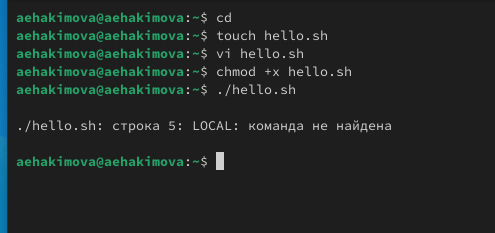 aehakimova@aehakimova:~$ cd
aehakimova@aehakimova:~$ touch hello.sh
aehakimova@aehakimova:~$ vi hello.sh
aehakimova@aehakimova:~$ chmod +x hello.sh
aehakimova@aehakimova:~$ ./hello.sh
./hello.sh: строка 5: LOCAL: команда не найдена
aehakimova@aehakimova:~$